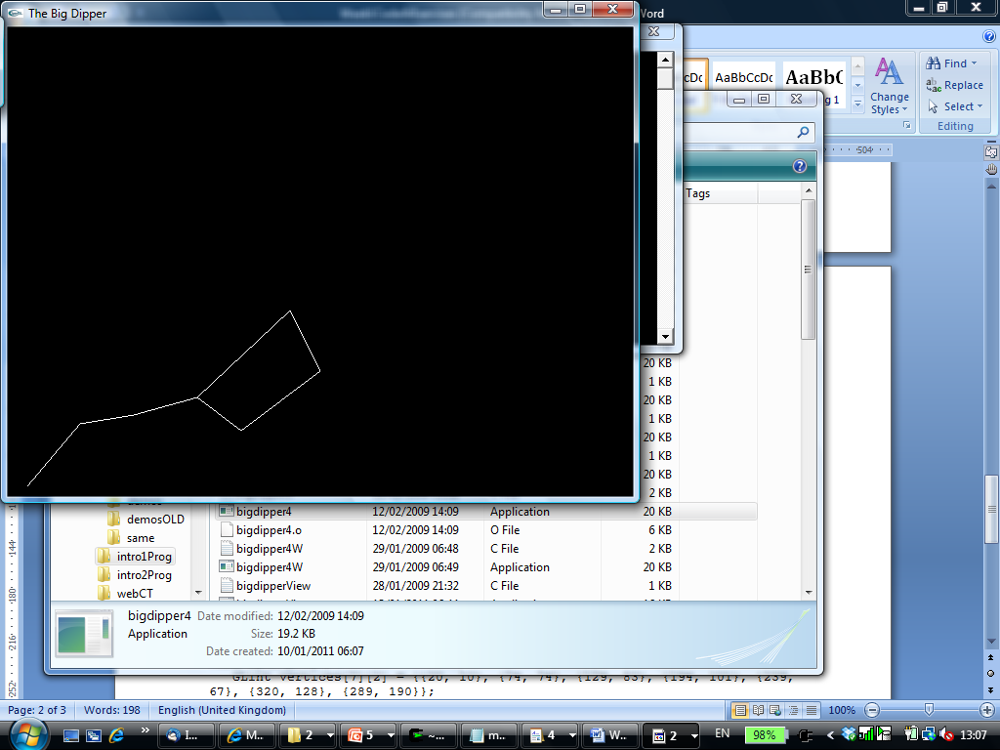 The Big Dipper
Word
AaBbCcDc
AaBbC
Change
Styles
Find
Replace
Select
Editing
504
Tags
20 KB
1 KB
20 KB
1 KB
20 KB
1 KB
20 KB
2 KB
bigdipper4 12/02/2009 14:09 Application 20 KB
demosOLD bigdipper4.o 12/02/2009 14:09 O File 6 KB
same bigdipper4W 29/01/2009 06:48 C File 2 KB
intro1Prog bigdipper4W 29/01/2009 06:49 Application 20 KB
intro2Prog bigdipperView 28/01/2009 21:32 C File 1 KB
webCT
144
180
216
252
bigdipper4 Date modified: 12/02/2009 14:09
Application Size: 19.2 KB
Date created: 10/01/2011 06:07
GLint vertices[7][2] = {{20, 10}, {74, 74}, {129, 83}, {194, 101}, {239,
67}, {320, 128}, {289, 190}};
Page: 2 of 3 Words: 198 English (United Kingdom) 100%
I... M... 2 5 ~... m... 4 W... 2 EN 98% 13:07